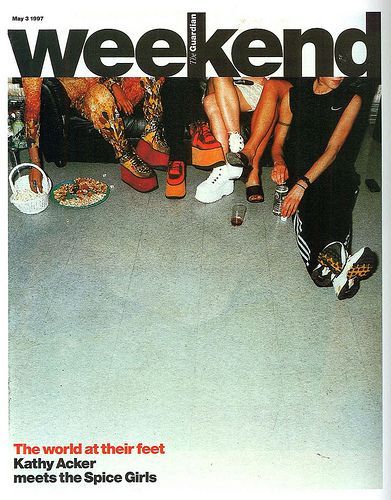 May 3 1997
weekend
The Guardian
The world at their feet
Kathy Acker
meets the Spice Girls